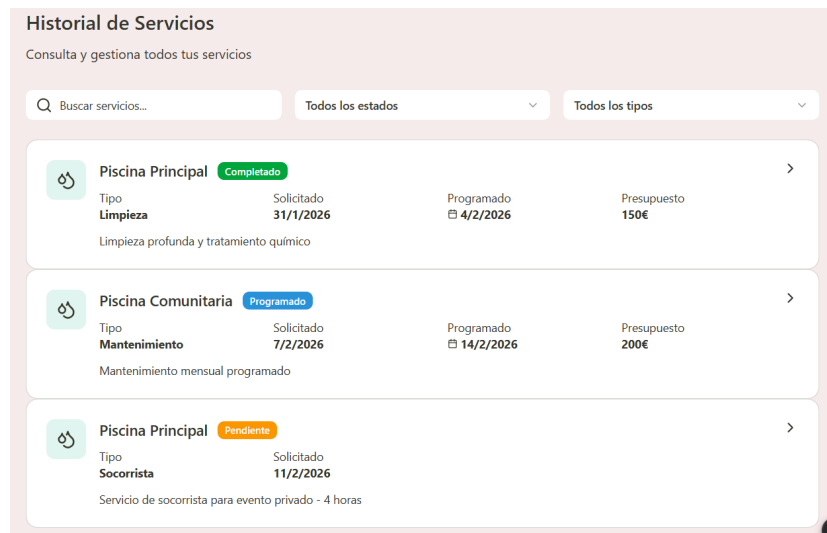 Historial de Servicios
Consulta y gestiona todos tus servicios
Buscar servicios... Todos los estados Todos los tipos
Piscina Principal Completado
Tipo Solicitado Programado Presupuesto
Limpieza 31/1/2026 4/2/2026 150€
Limpieza profunda y tratamiento químico
Piscina Comunitaria Programado
Tipo Solicitado Programado Presupuesto
Mantenimiento 7/2/2026 14/2/2026 200€
Mantenimiento mensual programado
Piscina Principal Pendiente
Tipo Solicitado
Socorrista 11/2/2026
Servicio de socorrista para evento privado - 4 horas